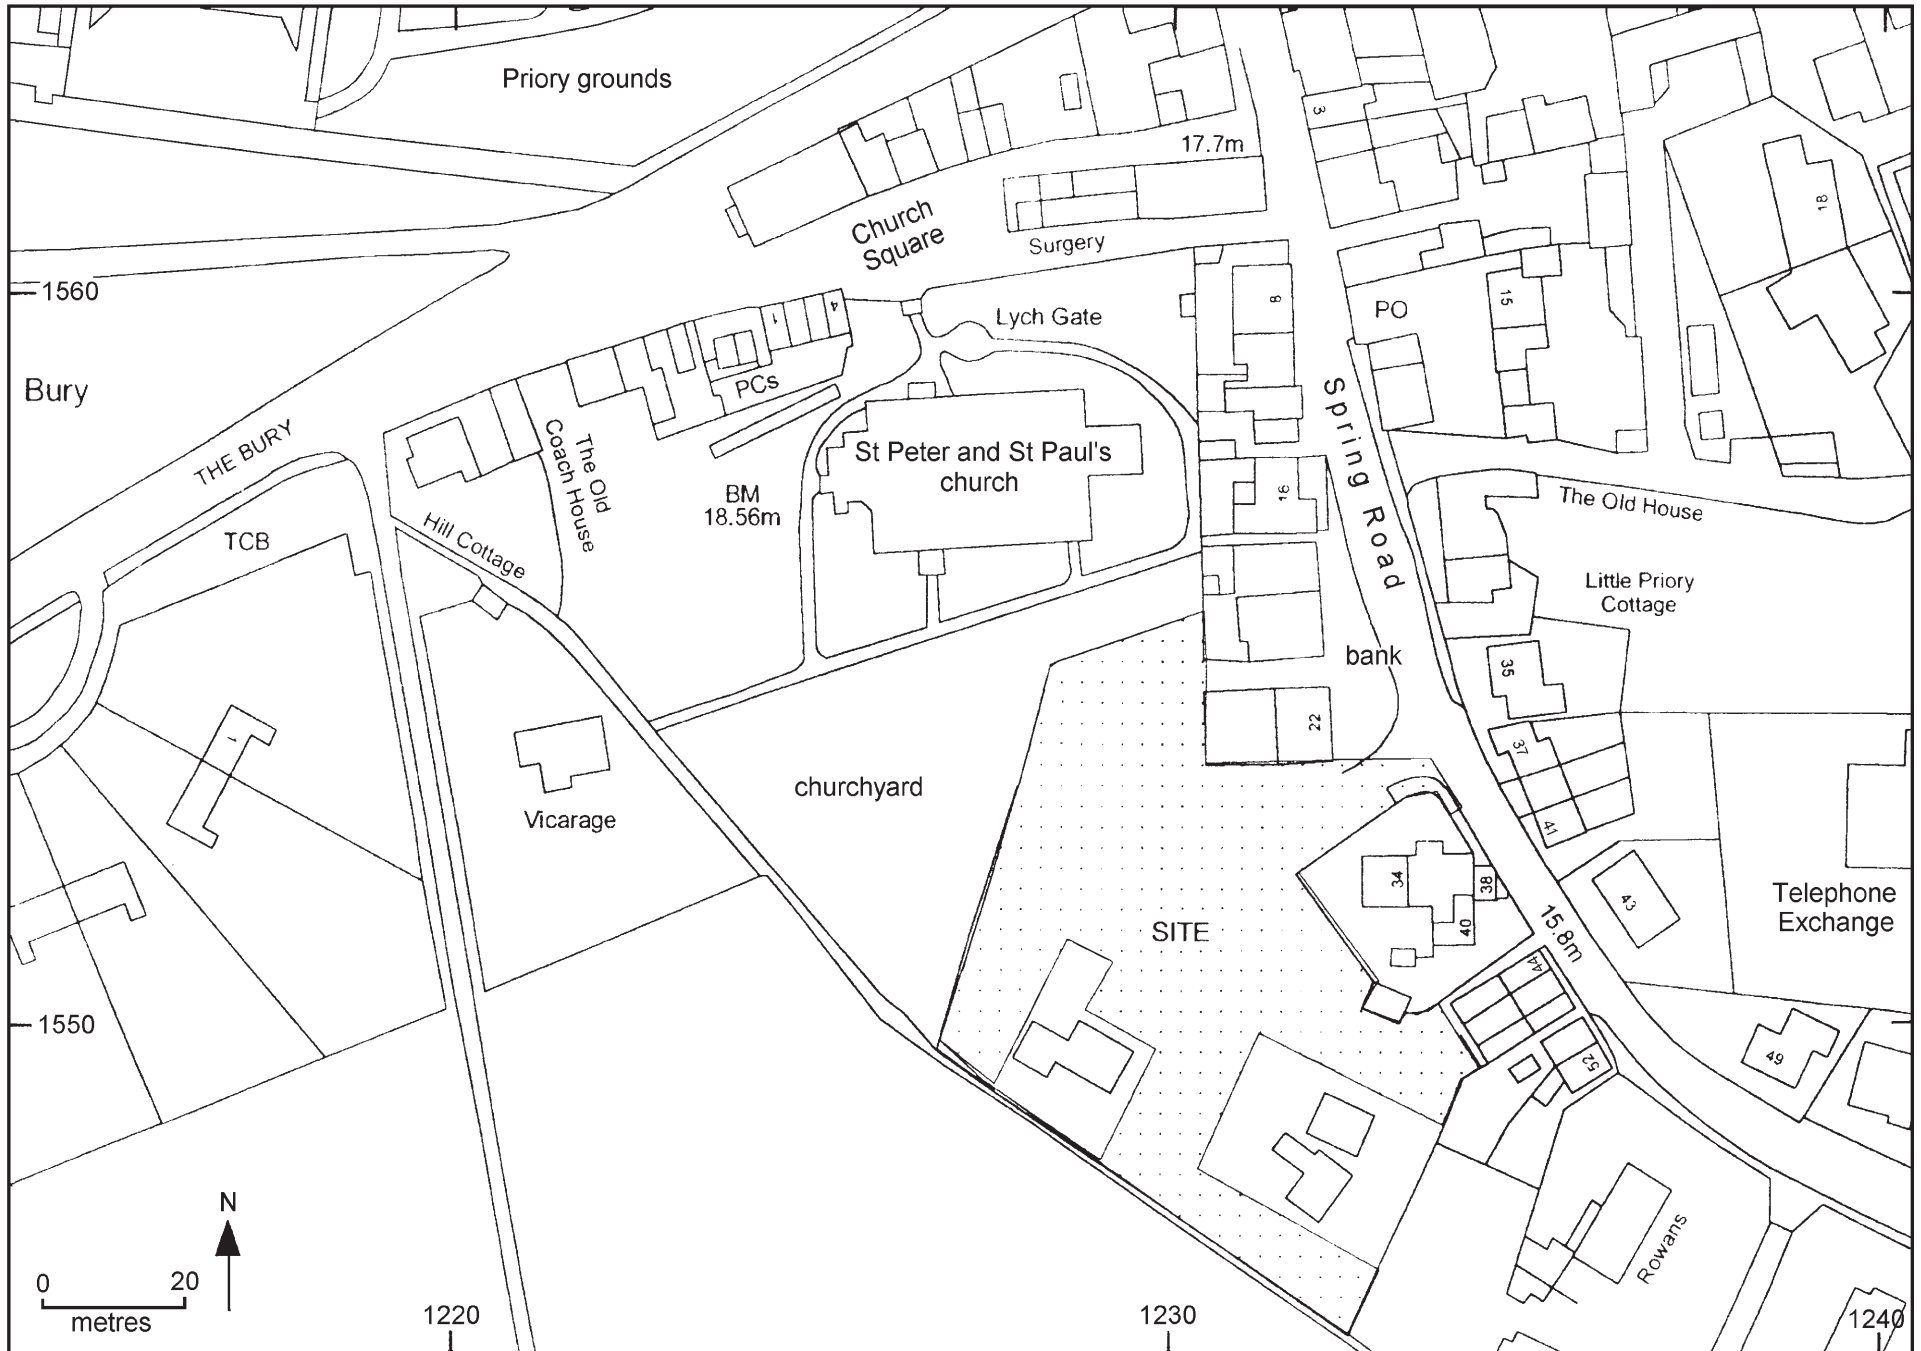 Priory grounds
3
17.7m
18
Church
Square
Surgery
1560
8
15
PO
1
4
Lych Gate
Bury
PCs
THE BURY
The Old
Coach House
St Peter and St Paul's
church
Spring Road
BM
18.56m
16
The Old House
TCB
Hill Cottage
Little Priory
Cottage
bank
35
22
37
1
churchyard
Vicarage
41
34
38
43
Telephone
Exchange
SITE
40
15.8m
44
1550
49
52
N
Rowans
0
20
metres
1220
1230
1240